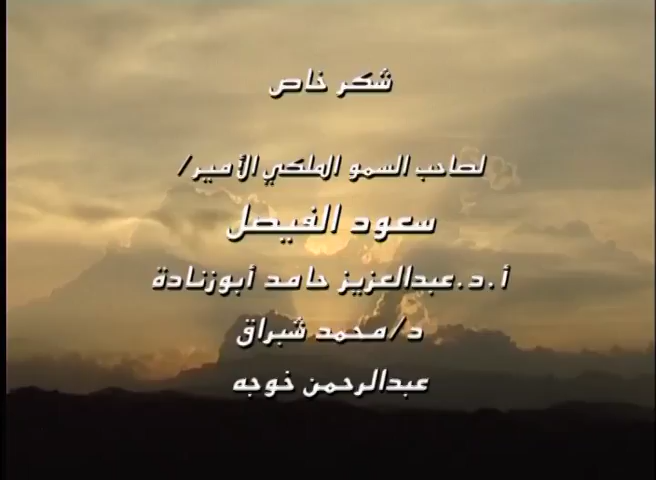 شكر خاص
لصاحب السمو الملكي الأمير/
سعود الفيصل
أ.د.عبدالعزيز حامد أبوزنادة
د/محمد شبراق
عبدالرحمن خوجه